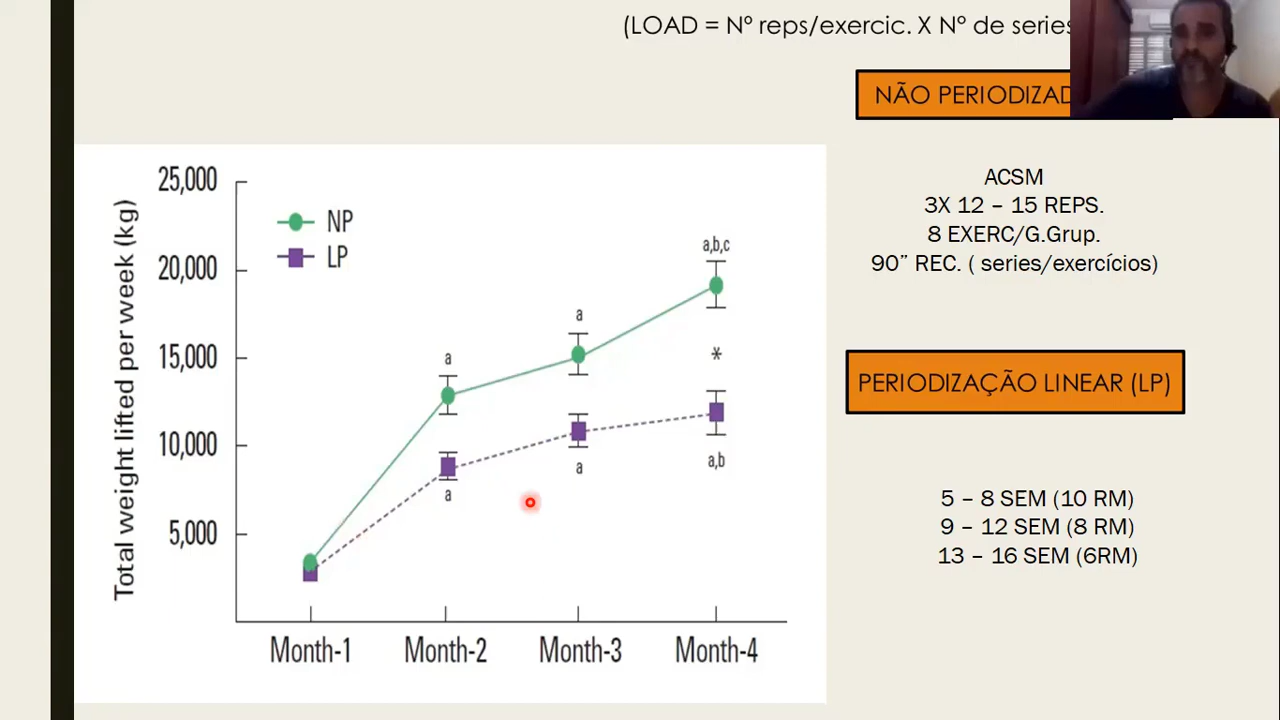 (LOAD = Nº reps/exercic. X Nº de series
NÃO PERIODIZAD
ACSM
3X 12 – 15 REPS.
8 EXERC/G.Grup.
90” REC. ( series/exercícios)
PERIODIZAÇÃO LINEAR (LP)
5 – 8 SEM (10 RM)
9 – 12 SEM (8 RM)
13 – 16 SEM (6RM)
Total weight lifted per week (kg)
25,000
20,000
15,000
10,000
5,000
NP
LP
a
a
a,b,c
*
a
a
a,b
Month-1 Month-2 Month-3 Month-4